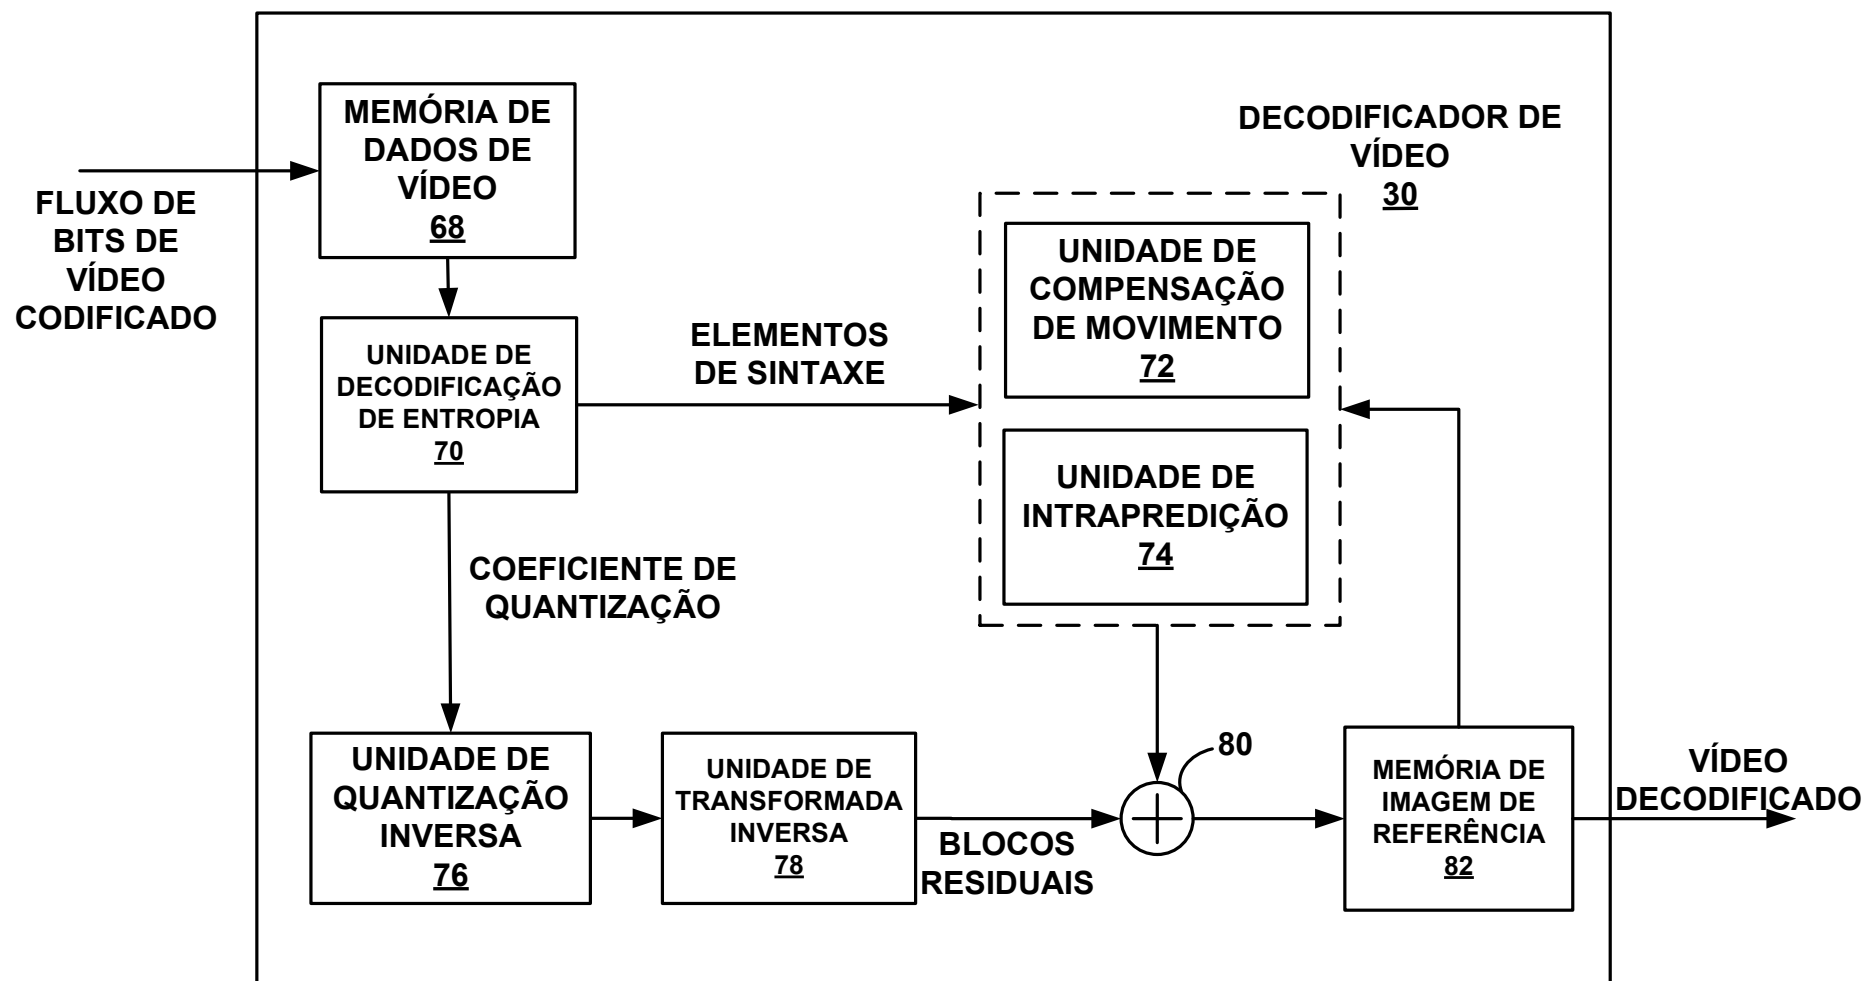 MEMÓRIA DE
DADOS DE
VÍDEO
68
DECODIFICADOR DE
VÍDEO
30
FLUXO DE
BITS DE
VÍDEO
CODIFICADO
UNIDADE DE
COMPENSAÇÃO
DE MOVIMENTO
72
UNIDADE DE
DECODIFICAÇÃO
DE ENTROPIA
70
ELEMENTOS
DE SINTAXE
UNIDADE DE
INTRAPREDIÇÃO
74
COEFICIENTE DE
QUANTIZAÇÃO
UNIDADE DE
QUANTIZAÇÃO
INVERSA
76
UNIDADE DE
TRANSFORMADA
INVERSA
78
BLOCOS
RESIDUAIS
80
MEMÓRIA DE
IMAGEM DE
REFERÊNCIA
82
VÍDEO
DECODIFICADO